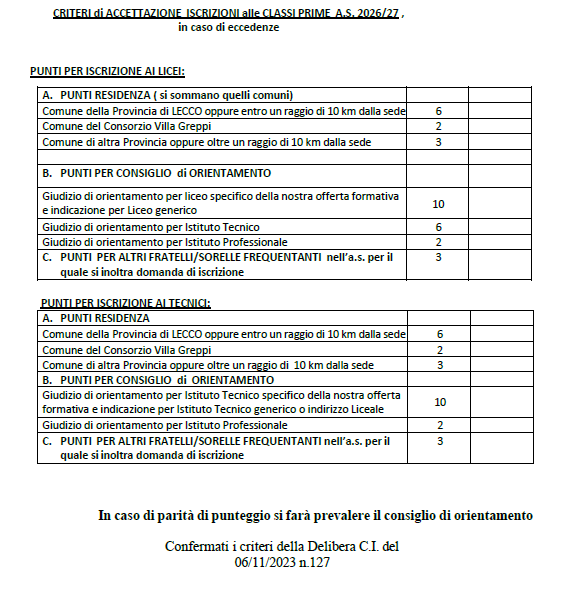 CRITERI di ACCETTAZIONE ISCRIZIONI alle CLASSI PRIME A.S. 2026/27 ,
in caso di eccedenze
PUNTI PER ISCRIZIONE AI LICEI:
A. PUNTI RESIDENZA ( si sommano quelli comuni)
Comune della Provincia di LECCO oppure entro un raggio di 10 km dalla sede 6
Comune del Consorzio Villa Greppi 2
Comune di altra Provincia oppure oltre un raggio di 10 km dalla sede 3
B. PUNTI PER CONSIGLIO di ORIENTAMENTO
Giudizio di orientamento per liceo specifico della nostra offerta formativa
e indicazione per Liceo generico 10
Giudizio di orientamento per Istituto Tecnico 6
Giudizio di orientamento per Istituto Professionale 2
C. PUNTI PER ALTRI FRATELLI/SORELLE FREQUENTANTI nell'a.s. per il 3
quale si inoltra domanda di iscrizione
PUNTI PER ISCRIZIONE AI TECNICI:
A. PUNTI RESIDENZA
Comune della Provincia di LECCO oppure entro un raggio di 10 km dalla sede 6
Comune del Consorzio Villa Greppi 2
Comune di altra Provincia oppure oltre un raggio di 10 km dalla sede 3
B. PUNTI PER CONSIGLIO di ORIENTAMENTO
Giudizio di orientamento per Istituto Tecnico specifico della nostra offerta
formativa e indicazione per Istituto Tecnico generico o indirizzo Liceale 10
Giudizio di orientamento per Istituto Professionale 2
C. PUNTI PER ALTRI FRATELLI/SORELLE FREQUENTANTI nell'a.s. per il 3
quale si inoltra domanda di iscrizione
In caso di parità di punteggio si farà prevalere il consiglio di orientamento
Confermati i criteri della Delibera C.I. del
06/11/2023 n.127